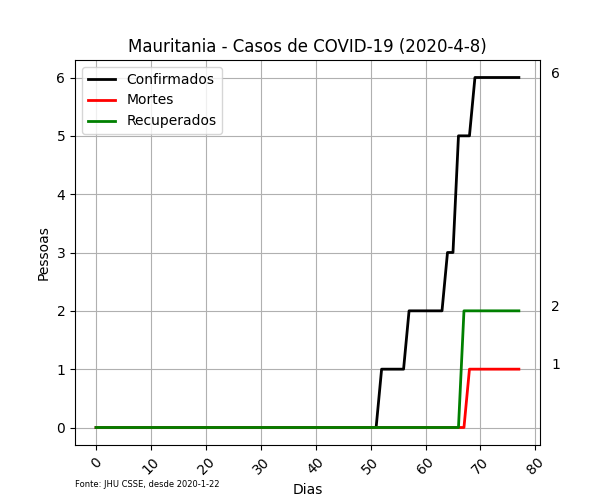 Mauritania - Casos de COVID-19 (2020-4-8)
Confirmados
Mortes
Recuperados
Pessoas
6
5
4
3
2
1
0
6
2
1
0 10 20 30 40 50 60 70 80
Dias
Fonte: JHU CSSE, desde 2020-1-22